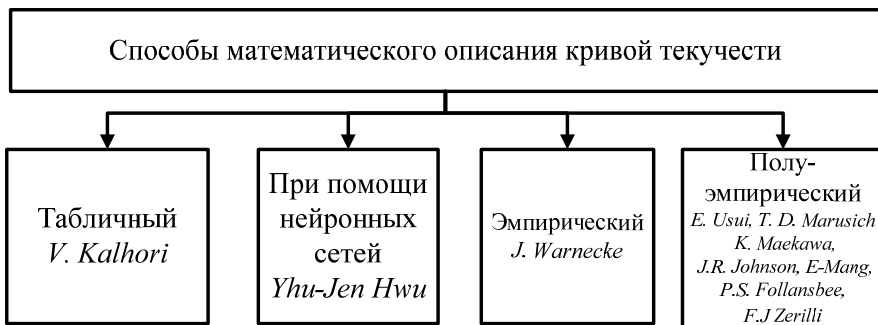 Способы математического описания кривой текучести
Табличный
V. Kalhori
При помощи
нейронных
сетей
Yhu-Jen Hwu
Эмпирический
J. Warnecke
Полу-
эмпирический
E. Usui, T. D. Marusich
K. Maekawa,
J.R. Johnson, E-Mang,
P.S. Follansbee,
F.J Zerilli